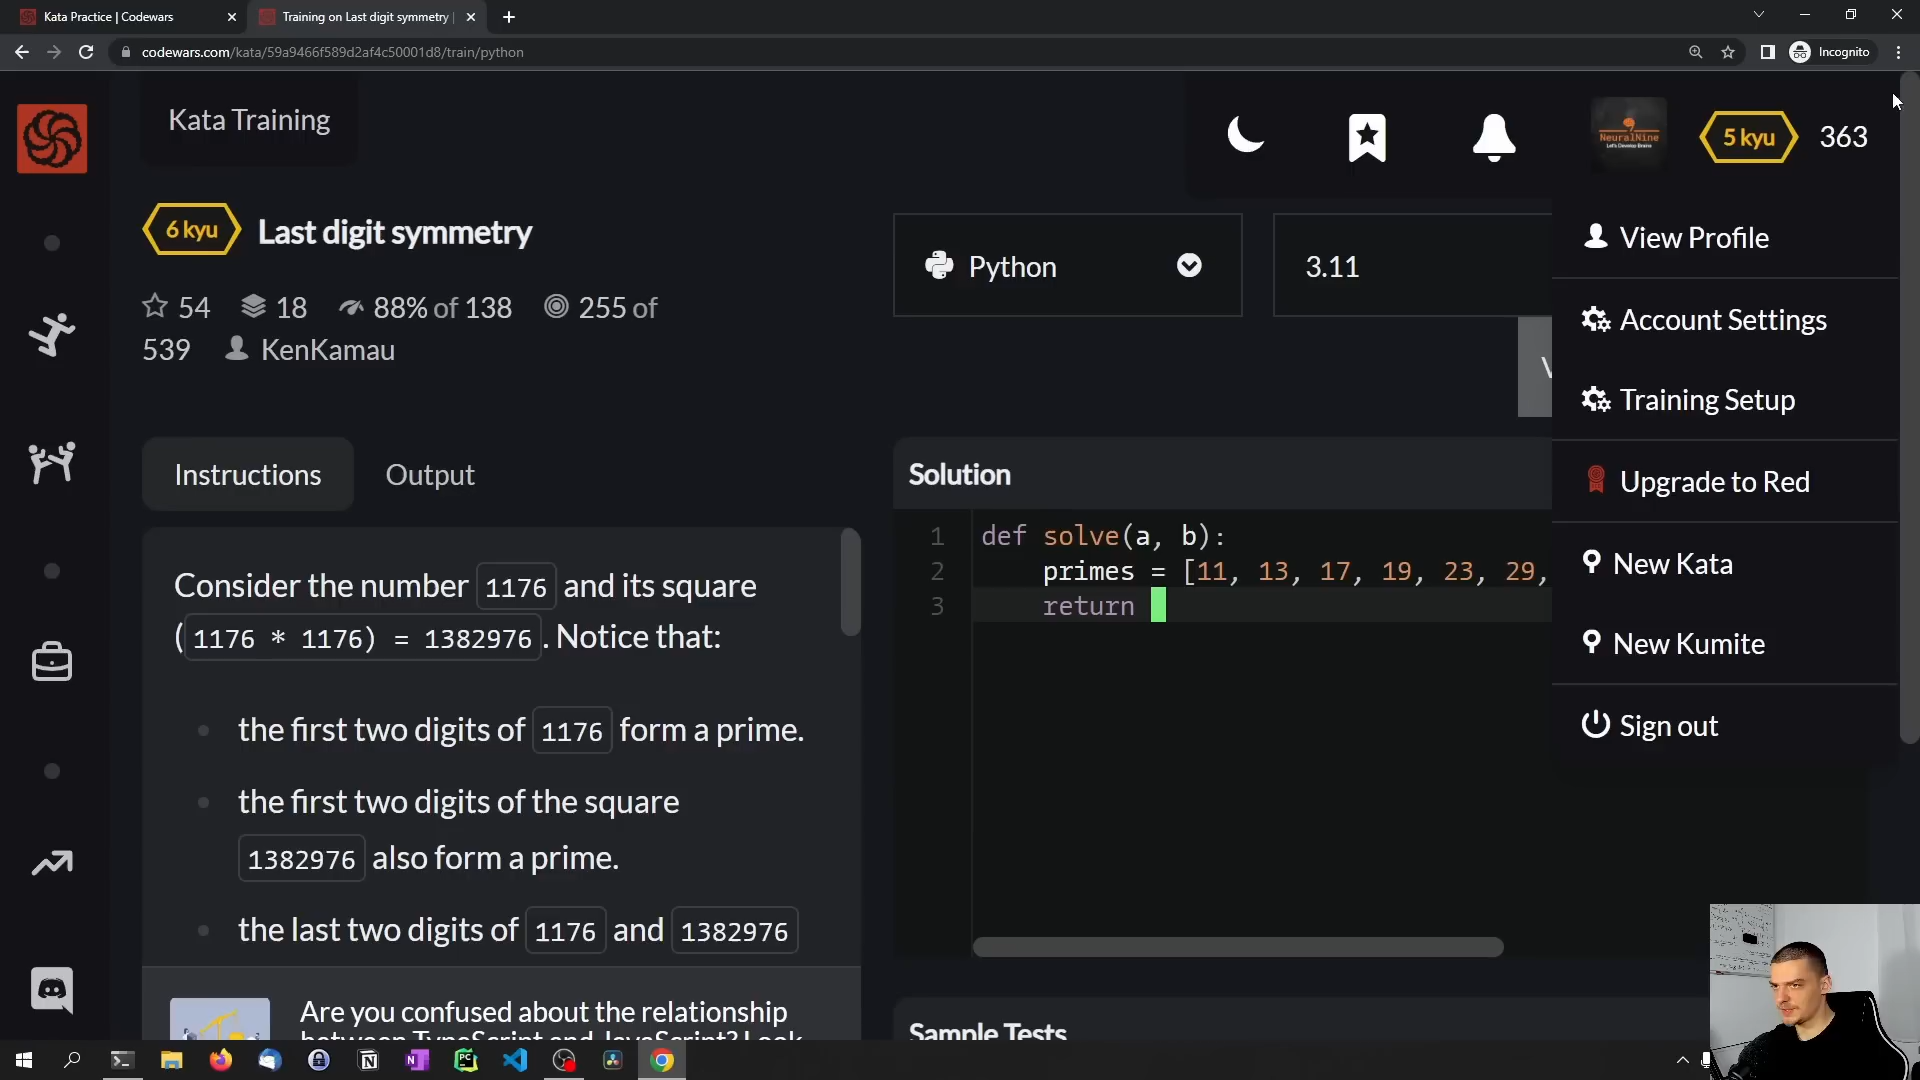 Kata Practice | Codewars
Training on Last digit symmetry |
codewars.com/kata/59a9466f589d2af4c50001d8/train/python
Incognito
Kata Training
NeuralNine
5 kyu
363
6 kyu
Last digit symmetry
54 18 88% of 138 255 of
539 KenKamau
Python
3.11
V
View Profile
Account Settings
Training Setup
Upgrade to Red
New Kata
New Kumite
Sign out
Instructions
Output
Consider the number 1176 and its square
(1176 * 1176) = 1382976. Notice that:
the first two digits of 1176 form a prime.
the first two digits of the square
1382976 also form a prime.
the last two digits of 1176 and 1382976
Are you confused about the relationship
between TypeScript and JavaScript? Look
Solution
1 def solve(a, b):
2 primes = [11, 13, 17, 19, 23, 29,
3 return
Sample Tests